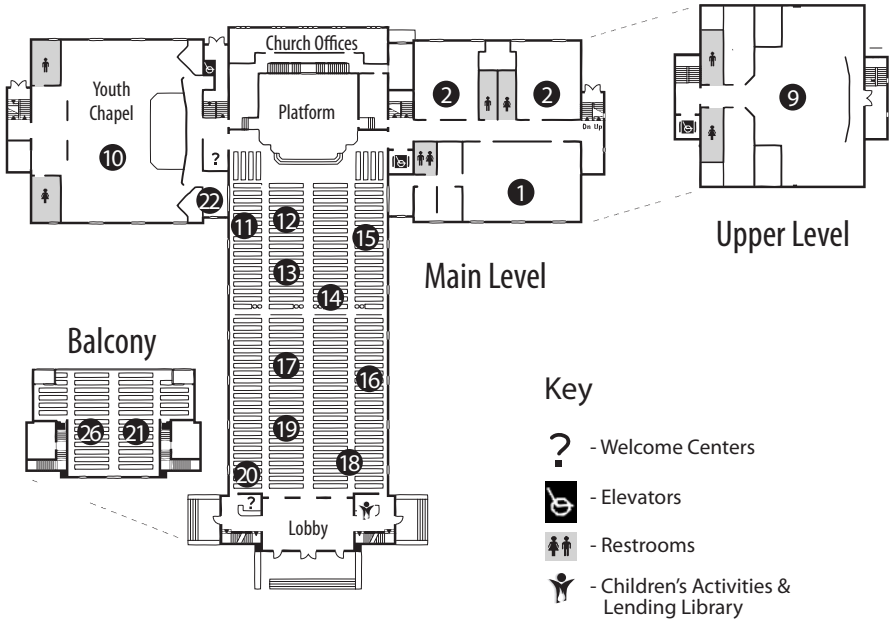 Church Offices
Youth
Chapel
Platform
2
2
9
Dn Up
10
?
1
22
11
12
15
Upper Level
13
Main Level
14
Balcony
17
16
Key
26
21
19
? - Welcome Centers
18
20
- Elevators
?
Lobby
- Restrooms
- Children's Activities &
Lending Library